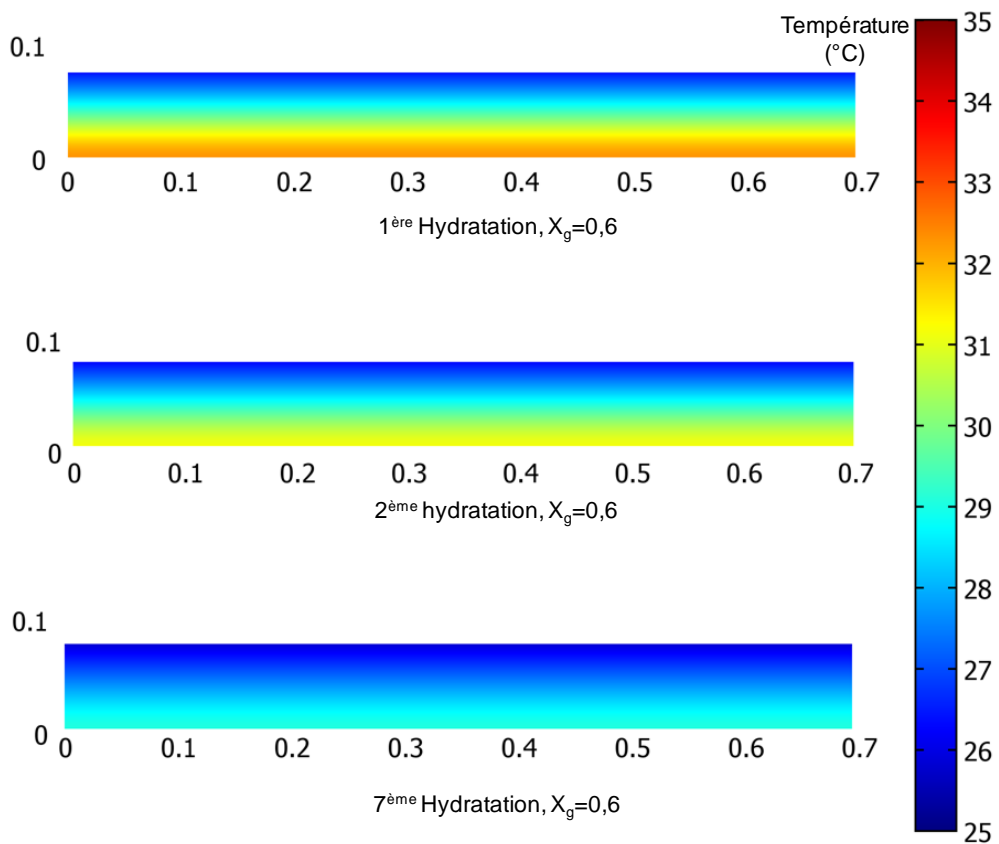 Température
(°C)
0.1
0
0 0.1 0.2 0.3 0.4 0.5 0.6 0.7
1ère Hydratation, Xg=0,6
0.1
0
0 0.1 0.2 0.3 0.4 0.5 0.6 0.7
2ème hydratation, Xg=0,6
0.1
0
0 0.1 0.2 0.3 0.4 0.5 0.6 0.7
7ème Hydratation, Xg=0,6
35
34
33
32
31
30
29
28
27
26
25